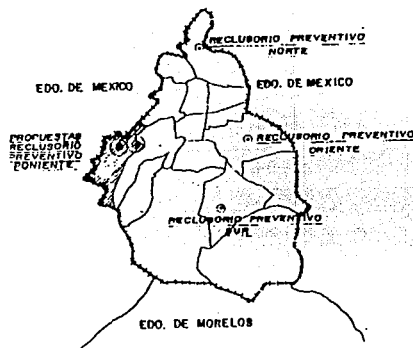 RECLUSORIO PREVENTIVO
NORTE
EDO. DE MEXICO
EDO. DE MEXICO
PROPUESTAS
RECLUSORIO
PREVENTIVO
PONIENTE
RECLUSORIO PREVENTIVO
ORIENTE
RECLUSORIO PREVENTIVO
SUR
EDO. DE MORELOS